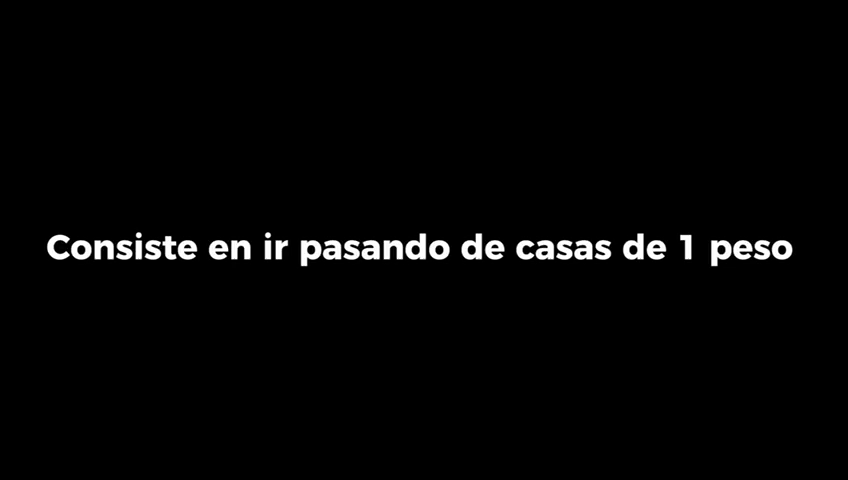 Consiste en ir pasando de casas de 1 peso